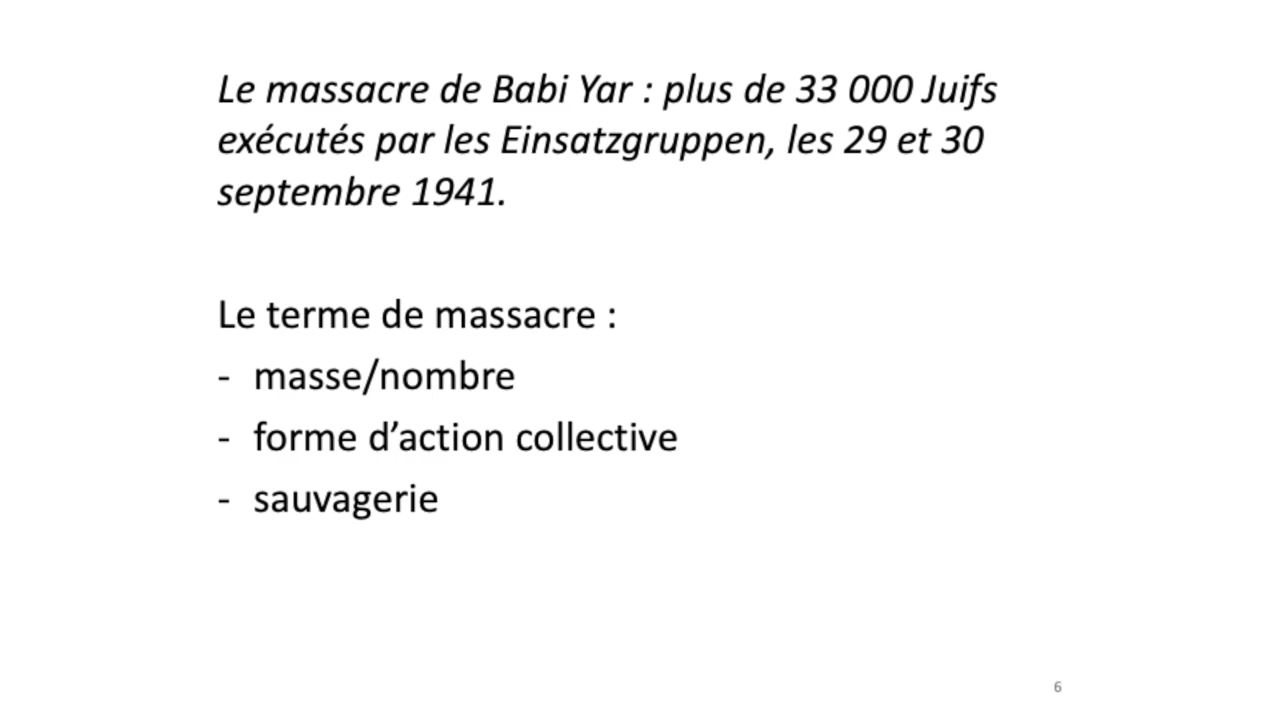 Le massacre de Babi Yar : plus de 33 000 Juifs
exécutés par les Einsatzgruppen, les 29 et 30
septembre 1941.
Le terme de massacre :
- masse/nombre
- forme d’action collective
- sauvagerie
6